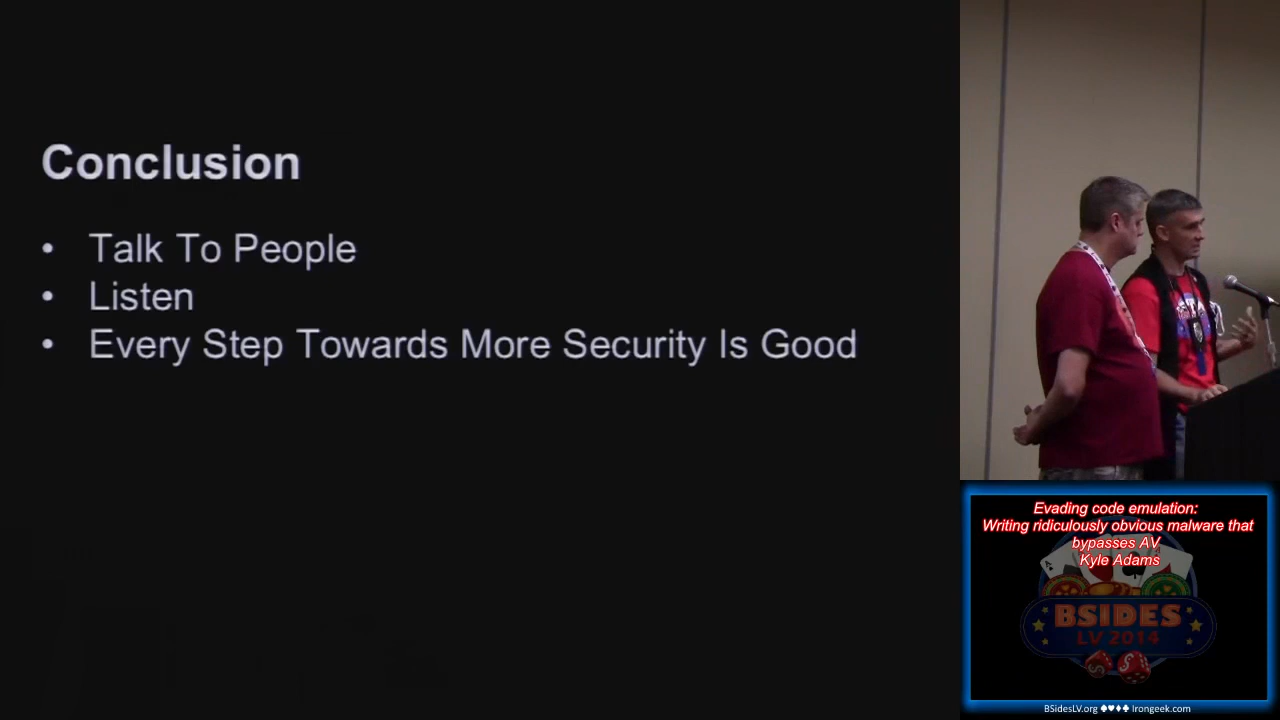 Conclusion
• Talk To People
• Listen
• Every Step Towards More Security Is Good
Evading code emulation:
Writing ridiculously obvious malware that
bypasses AV
Kyle Adams
BSIDES
LV 2014
BSidesLV.org ♠♥♦♣ Irongeek.com